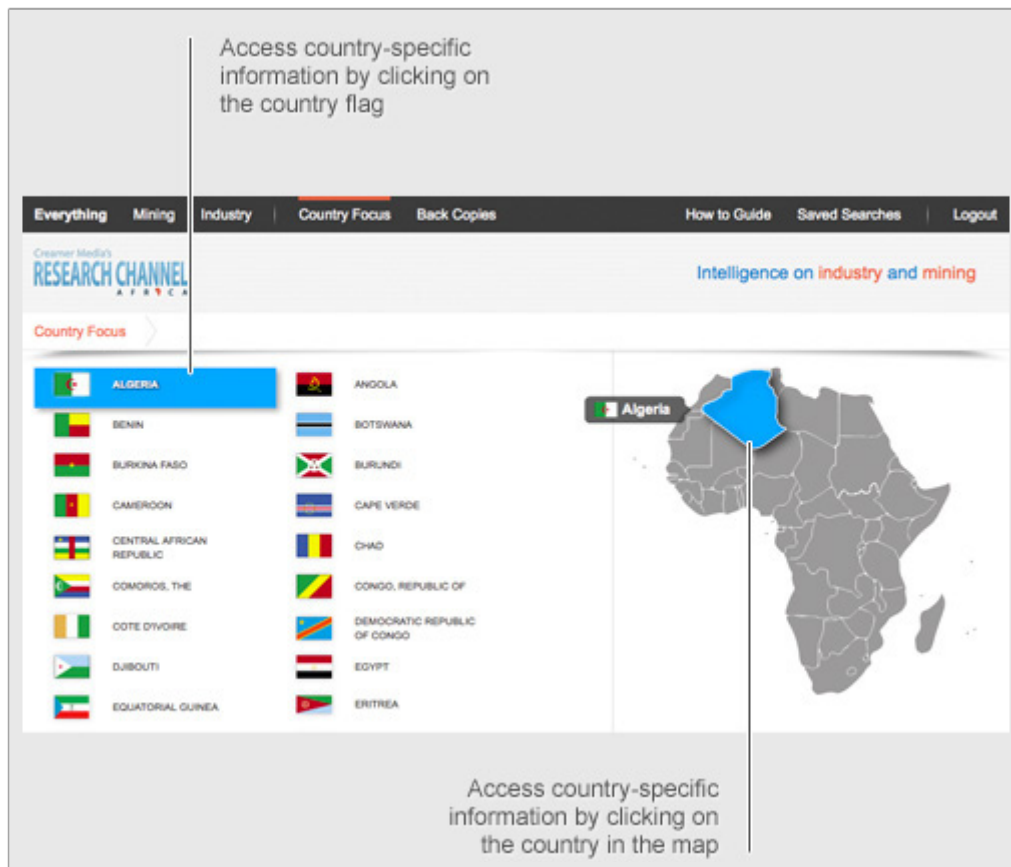 Access country-specific
information by clicking on
the country flag
Everything Mining Industry | Country Focus Back Copies How to Guide Saved Searches | Logout
Creamer Media's
RESEARCH CHANNEL
AFRICA
Intelligence on industry and mining
Country Focus
ALGERIA
ANGOLA
BENIN
BOTSWANA
BURKINA FASO
BURUNDI
CAMEROON
CAPE VERDE
CENTRAL AFRICAN
REPUBLIC
CHAD
COMOROS, THE
CONGO, REPUBLIC OF
COTE D'IVOIRE
DEMOCRATIC REPUBLIC
OF CONGO
DJIBOUTI
EGYPT
EQUATORIAL GUINEA
ERITREA
Algeria
Access country-specific
information by clicking on
the country in the map